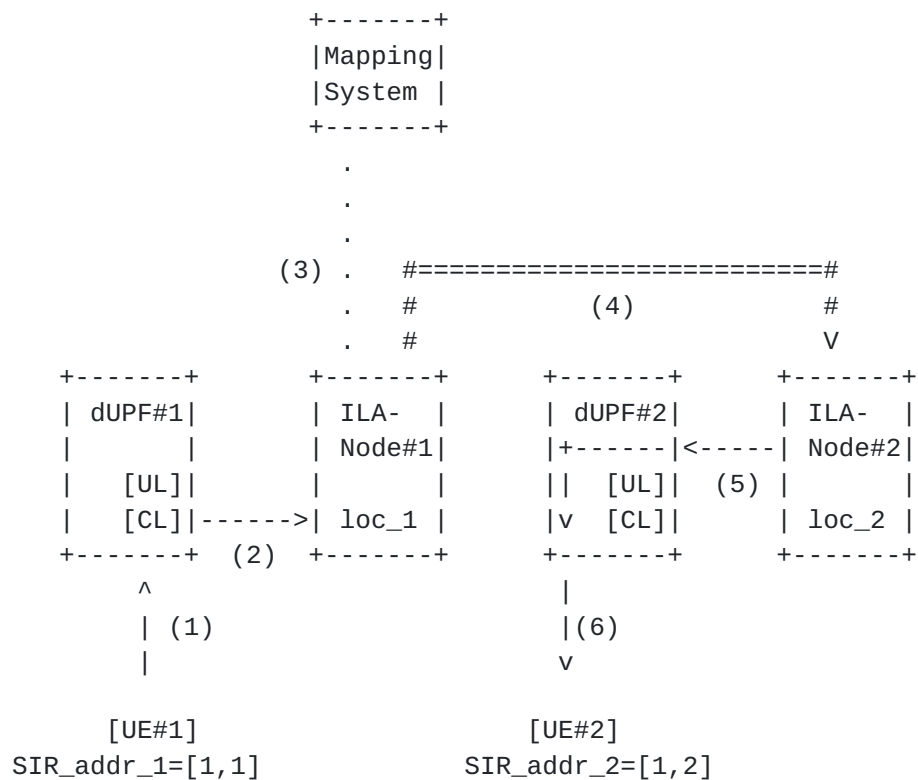 +-------+
                   |Mapping|
                   |System |
                   +-------+
                     .
                     .
                     .
                 (3) .   #==========================#
                     .   #           (4)            #
                     .   #                          V
   +-------+       +-------+      +-------+      +-------+
   | dUPF#1|       | ILA-  |      | dUPF#2|      | ILA-  |
   |       |       | Node#1|      |+------|<-----| Node#2|
   |   [UL]|       |       |      ||  [UL]|  (5) |       |
   |   [CL]|------>| loc_1 |      |v  [CL]|      | loc_2 |
   +-------+  (2)  +-------+      +-------+      +-------+
        ^                          |
        | (1)                      |(6)
        |                          v

      [UE#1]                     [UE#2]
SIR_addr_1=[1,1]             SIR_addr_2=[1,2]